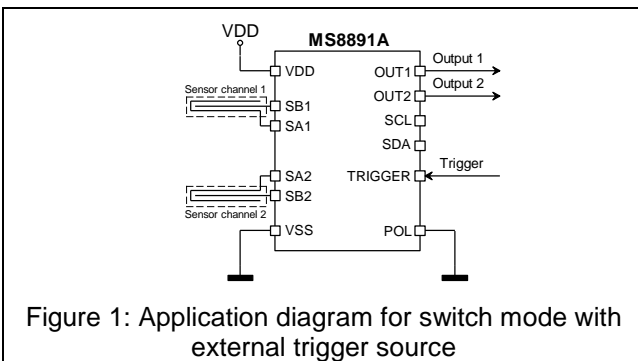 VDD
MS8891A
VDD
OUT1
Output 1
Sensor channel 1
SB1
OUT2
Output 2
SA1
SCL
SDA
SA2
TRIGGER
Trigger
SB2
Sensor channel 2
VSS
POL
Figure 1: Application diagram for switch mode with
external trigger source